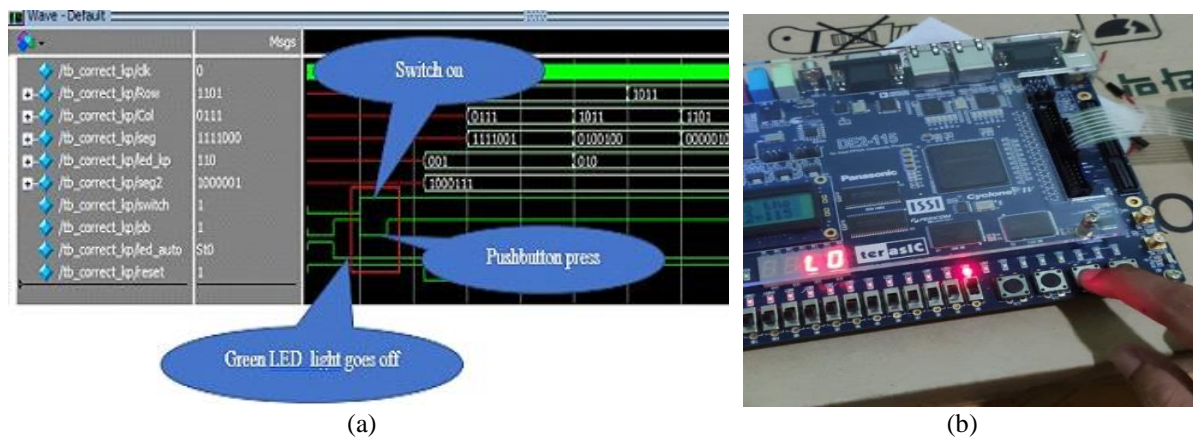 Wave - Default
Msgs
/tb_correct_kp/clk 0
/tb_correct_kp/Row 1101 1011
/tb_correct_kp/Col 0111 0111 1011 1101
/tb_correct_kp/seg 1111000 1111001 0100100 000010
/tb_correct_kp/led_kp 110 001 010
/tb_correct_kp/seg2 1000001 1000111
/tb_correct_kp/switch 1
/tb_correct_kp/pb 1
/tb_correct_kp/led_auto St0
/tb_correct_kp/reset 1
Switch on
Pushbutton press
Green LED light goes off
(a)
DE2-115
Panasonic
ISSI
Cyclone IV
terasIC
LO
(b)